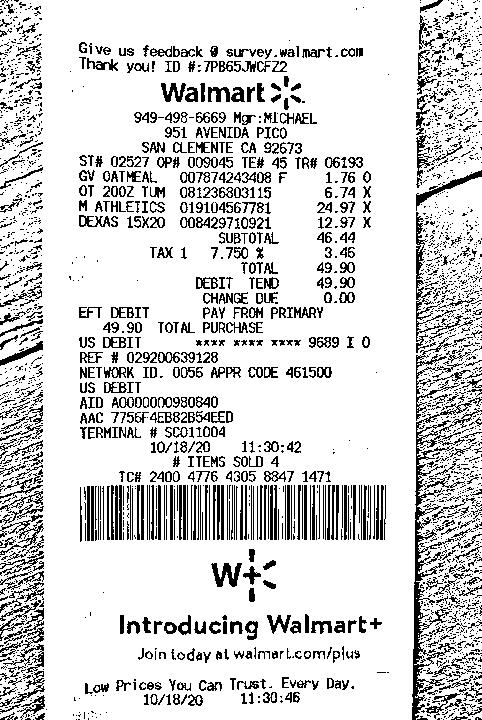 Give us feedback @ survey.walmart.com
Thank you! ID #:7PB65JWCFZ2
Walmart
949-498-6669 Mgr:MICHAEL
951 AVENIDA PICO
SAN CLEMENTE CA 92673
ST# 02527 OP# 009045 TE# 45 TR# 06193
GV OATMEAL 007874243408 F 1.76 O
OT 20OZ TUM 081236803115 6.74 X
M ATHLETICS 019104567781 24.97 X
DEXAS 15X20 008429710921 12.97 X
SUBTOTAL 46.44
TAX 1 7.750 % 3.46
TOTAL 49.90
DEBIT TEND 49.90
CHANGE DUE 0.00
EFT DEBIT PAY FROM PRIMARY
49.90 TOTAL PURCHASE
US DEBIT **** **** **** 9689 I 0
REF # 029200639128
NETWORK ID. 0056 APPR CODE 461500
US DEBIT
AID A0000000980840
AAC 7756F4EB82B54EED
TERMINAL # SC011004
10/18/20 11:30:42
# ITEMS SOLD 4
TC# 2400 4776 4305 8847 1471
W+
Introducing Walmart+
Join today at walmart.com/plus
Low Prices You Can Trust. Every Day.
10/18/20 11:30:46